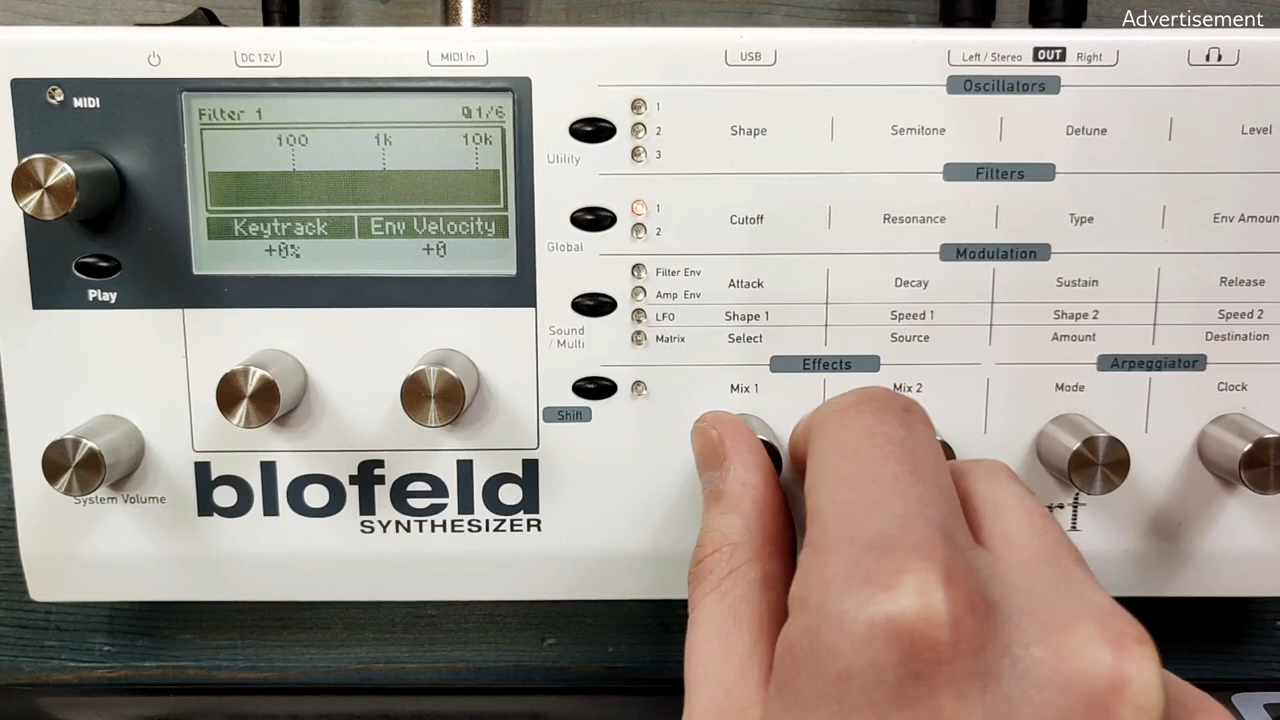 Advertisement
DC 12V
MIDI In
USB
Left / Stereo OUT Right
MIDI
Play
Filter 1
1/6
100 1k 10k
Keytrack Env Velocity
+0% +0
System Volume
blofeld
SYNTHESIZER
Oscillators
Utility
1
2
3
Shape Semitone Detune Level
Filters
Global
1
2
Cutoff Resonance Type Env Amoun
Modulation
Sound
/ Multi
Filter Env
Amp Env
LFO
Matrix
Attack Decay Sustain Release
Shape 1 Speed 1 Shape 2 Speed 2
Select Source Amount Destination
Effects Arpeggiator
Shift
Mix 1 Mix 2 Mode Clock